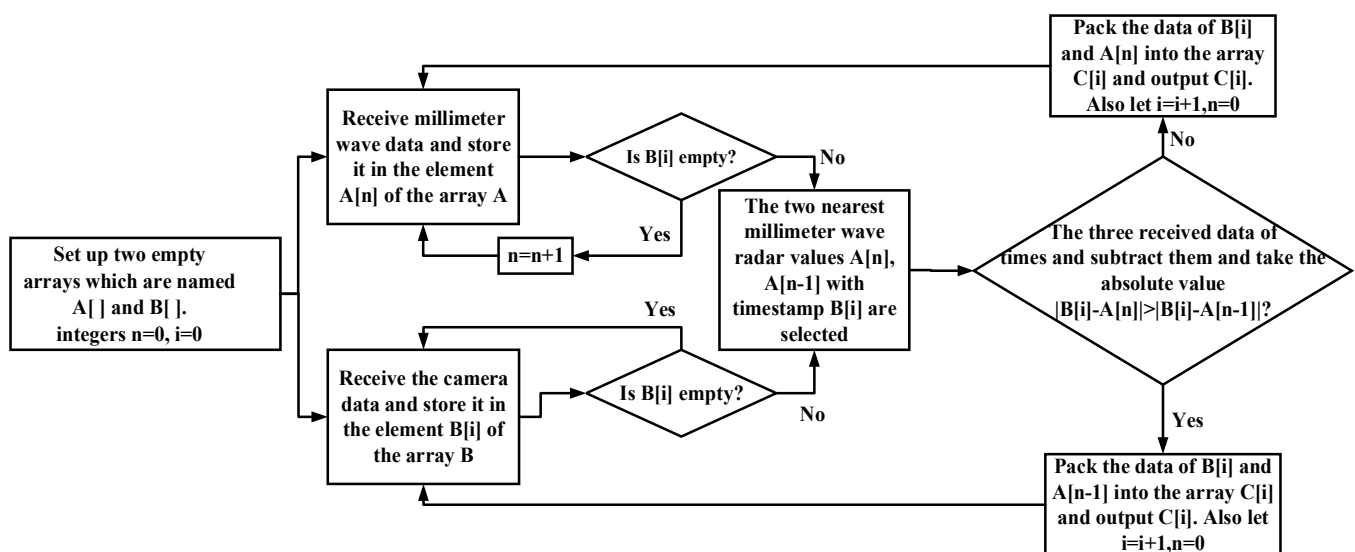 Set up two empty
arrays which are named
A[ ] and B[ ].
integers n=0, i=0
Receive millimeter
wave data and store
it in the element
A[n] of the array A
Is B[i] empty?
No
Yes
n=n+1
Receive the camera
data and store it in
the element B[i] of
the array B
Is B[i] empty?
Yes
No
The two nearest
millimeter wave
radar values A[n],
A[n-1] with
timestamp B[i] are
selected
The three received data of
times and subtract them and take the
absolute value
|B[i]-A[n]|>|B[i]-A[n-1]|?
No
Pack the data of B[i]
and A[n] into the array
C[i] and output C[i].
Also let i=i+1,n=0
Yes
Pack the data of B[i] and
A[n-1] into the array C[i]
and output C[i]. Also let
i=i+1,n=0